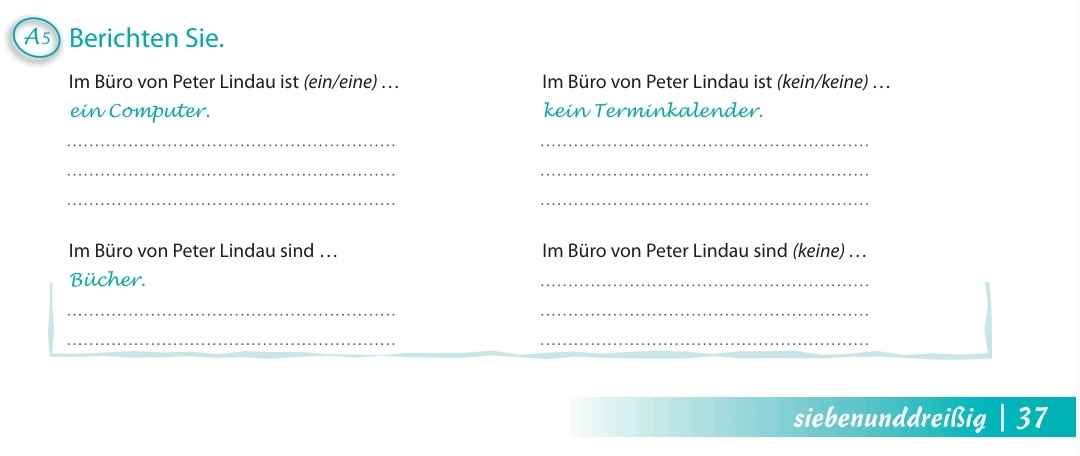 A5 Berichten Sie.
Im Büro von Peter Lindau ist (ein/eine) …
ein Computer.
Im Büro von Peter Lindau ist (kein/keine) …
kein Terminkalender.
Im Büro von Peter Lindau sind …
Bücher.
Im Büro von Peter Lindau sind (keine) …
siebenunddreißig | 37